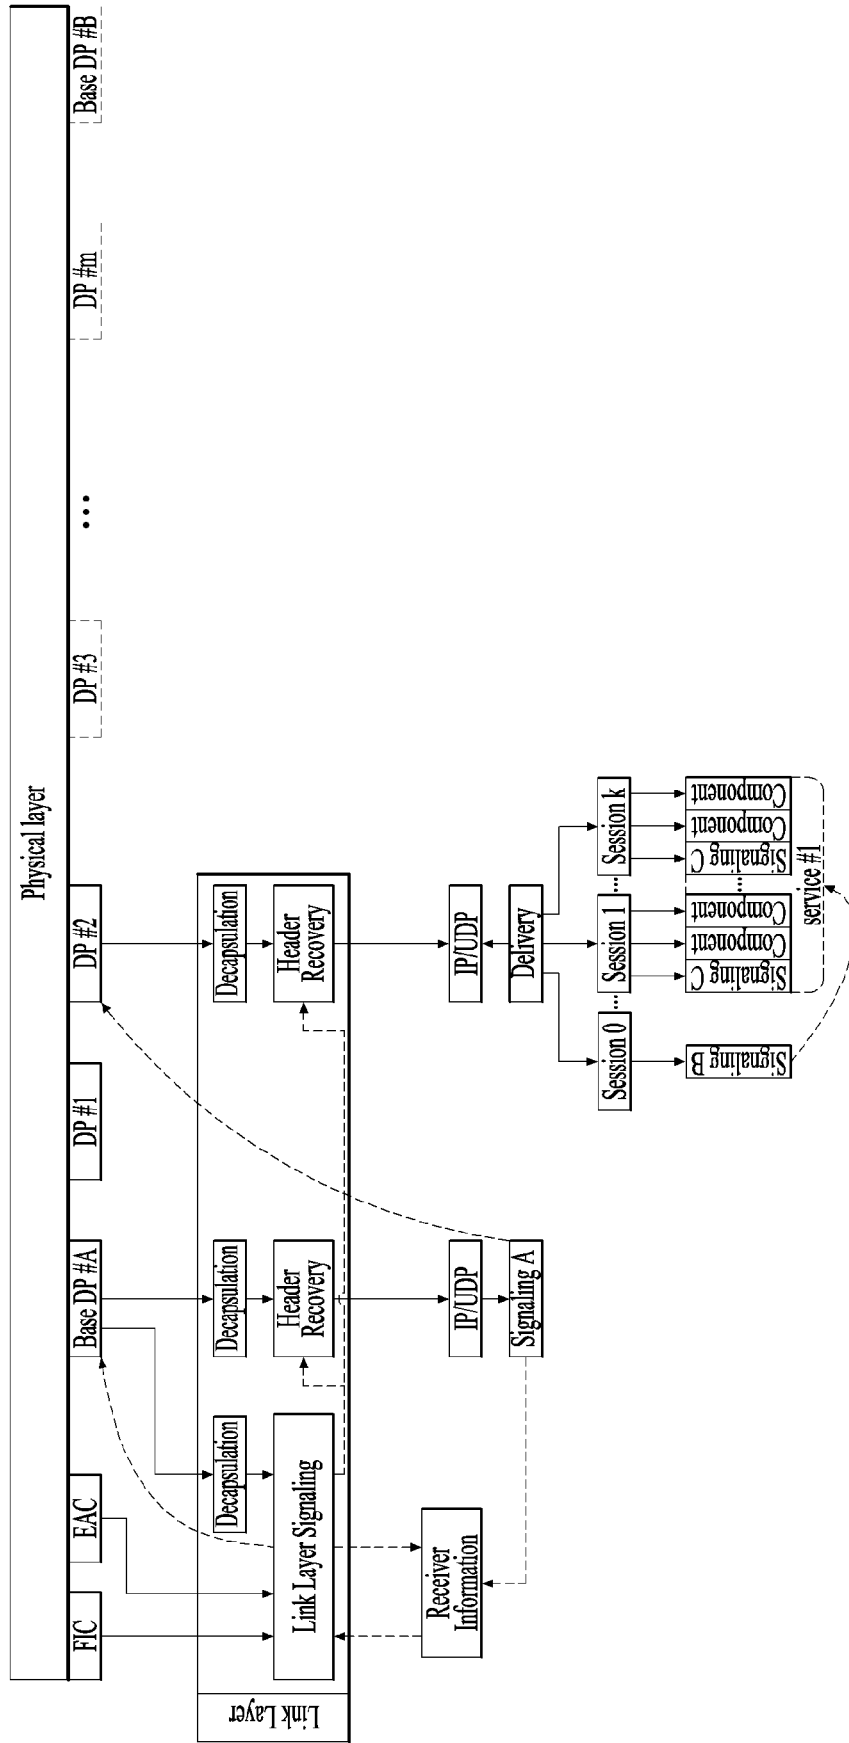 Physical layer
FIC
EAC
Base DP #A
DP #1
DP #2
DP #3
...
DP #m
Base DP #B
Link Layer
Decapsulation
Decapsulation
Decapsulation
Link Layer Signaling
Header
Recovery
Header
Recovery
Receiver
Information
IP/UDP
IP/UDP
Signaling A
Delivery
Session 0
...
Session 1
...
Session k
Signaling B
Signaling C
Component
Component
...
Signaling C
Component
Component
service #1